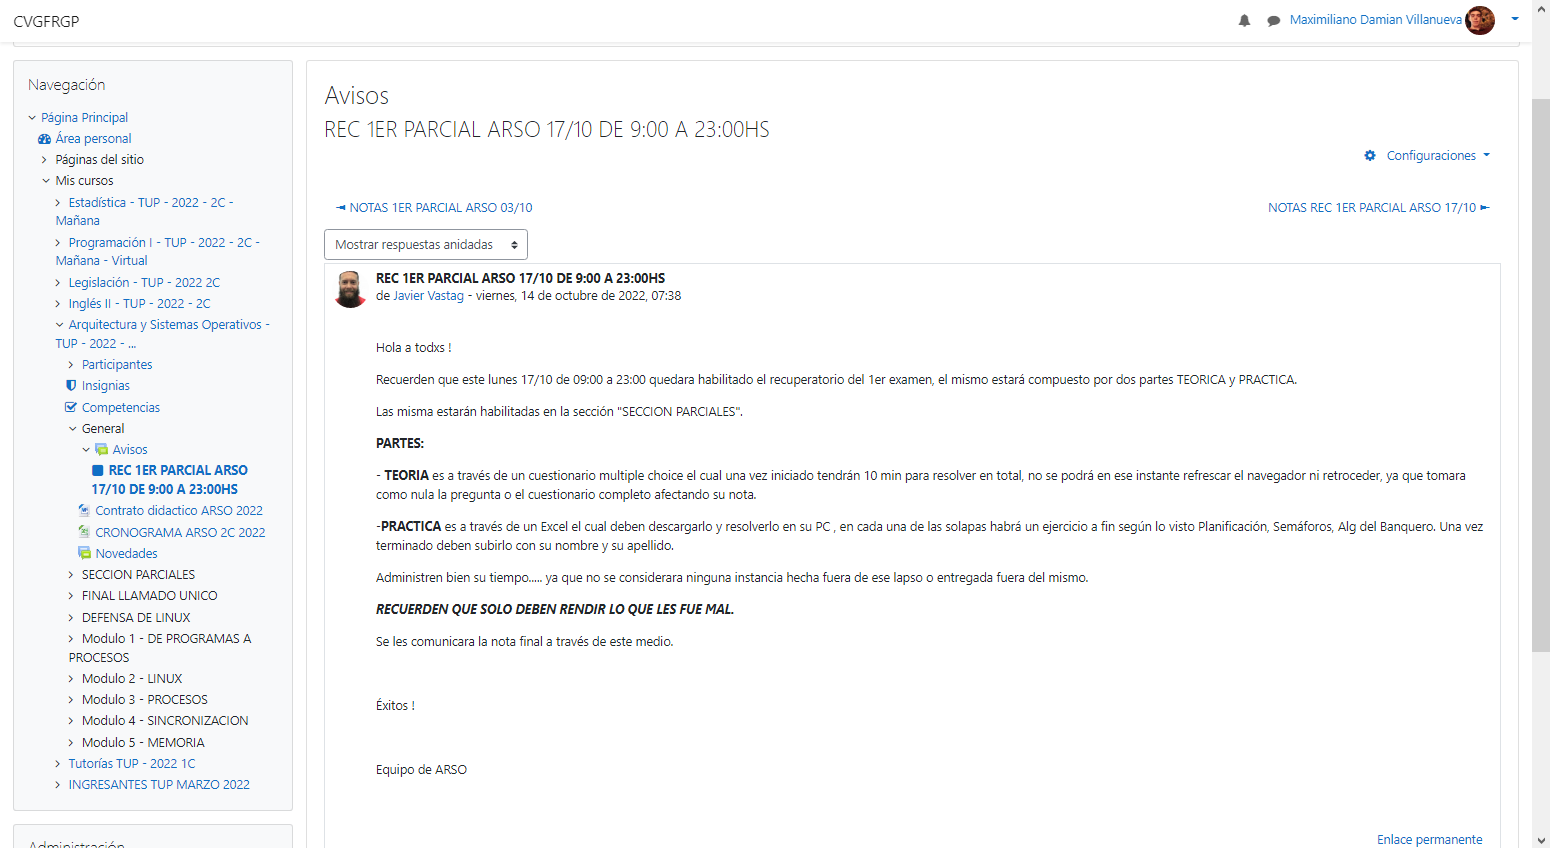 CVGFRGP
Maximiliano Damian Villanueva
Navegación
Página Principal
Área personal
Páginas del sitio
Mis cursos
Estadística - TUP - 2022 - 2C -
Mañana
Programación I - TUP - 2022 - 2C -
Mañana - Virtual
Legislación - TUP - 2022 2C
Inglés II - TUP - 2022 - 2C
Arquitectura y Sistemas Operativos -
TUP - 2022 - ...
Participantes
Insignias
Competencias
General
Avisos
REC 1ER PARCIAL ARSO
17/10 DE 9:00 A 23:00HS
Contrato didactico ARSO 2022
CRONOGRAMA ARSO 2C 2022
Novedades
SECCION PARCIALES
FINAL LLAMADO UNICO
DEFENSA DE LINUX
Modulo 1 - DE PROGRAMAS A
PROCESOS
Modulo 2 - LINUX
Modulo 3 - PROCESOS
Modulo 4 - SINCRONIZACION
Modulo 5 - MEMORIA
Tutorías TUP - 2022 1C
INGRESANTES TUP MARZO 2022
Administración
Avisos
REC 1ER PARCIAL ARSO 17/10 DE 9:00 A 23:00HS
Configuraciones
◄ NOTAS 1ER PARCIAL ARSO 03/10
NOTAS REC 1ER PARCIAL ARSO 17/10 ►
Mostrar respuestas anidadas
REC 1ER PARCIAL ARSO 17/10 DE 9:00 A 23:00HS
de Javier Vastag - viernes, 14 de octubre de 2022, 07:38
Hola a todxs !
Recuerden que este lunes 17/10 de 09:00 a 23:00 quedara habilitado el recuperatorio del 1er examen, el mismo estará compuesto por dos partes TEORICA y PRACTICA.
Las misma estarán habilitadas en la sección "SECCION PARCIALES".
PARTES:
- TEORIA es a través de un cuestionario multiple choice el cual una vez iniciado tendrán 10 min para resolver en total, no se podrá en ese instante refrescar el navegador ni retroceder, ya que tomara
como nula la pregunta o el cuestionario completo afectando su nota.
-PRACTICA es a través de un Excel el cual deben descargarlo y resolverlo en su PC , en cada una de las solapas habrá un ejercicio a fin según lo visto Planificación, Semáforos, Alg del Banquero. Una vez
terminado deben subirlo con su nombre y su apellido.
Administren bien su tiempo..... ya que no se considerara ninguna instancia hecha fuera de ese lapso o entregada fuera del mismo.
RECUERDEN QUE SOLO DEBEN RENDIR LO QUE LES FUE MAL.
Se les comunicara la nota final a través de este medio.
Éxitos !
Equipo de ARSO
Enlace permanente